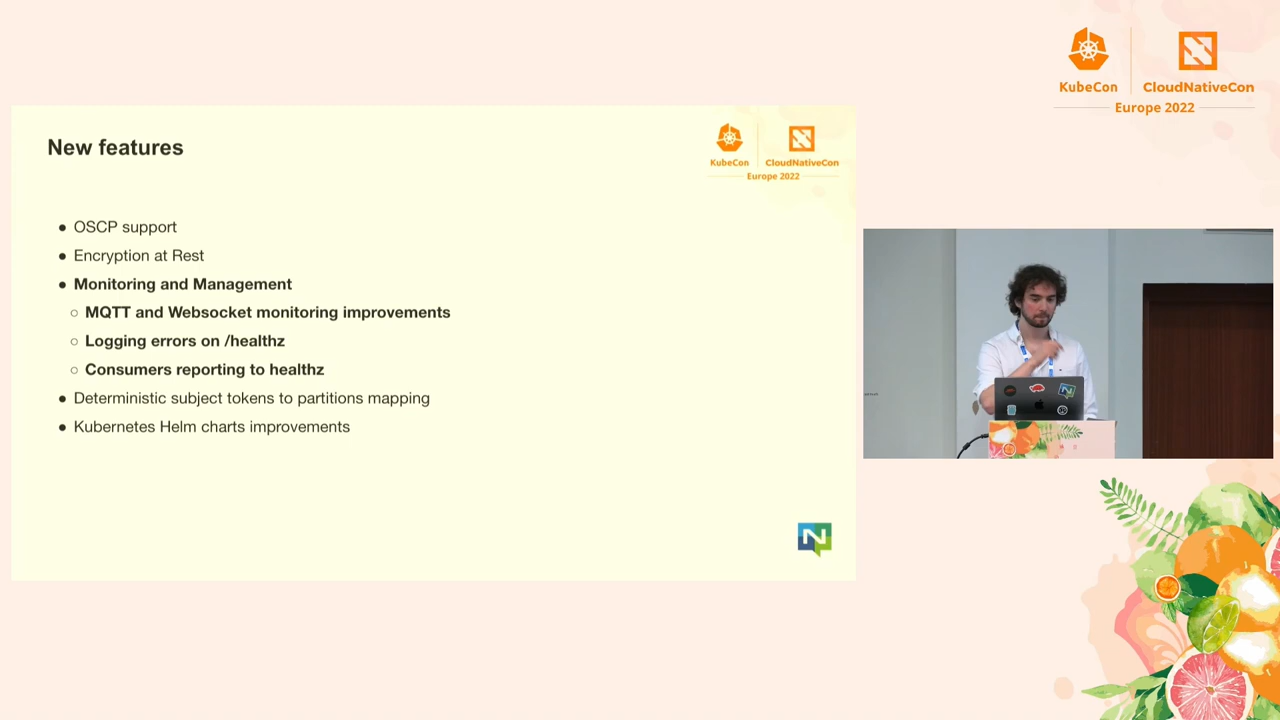 KubeCon
CloudNativeCon
Europe 2022
New features
KubeCon
CloudNativeCon
Europe 2022
● OSCP support
● Encryption at Rest
● Monitoring and Management
○ MQTT and Websocket monitoring improvements
○ Logging errors on /healthz
○ Consumers reporting to healthz
● Deterministic subject tokens to partitions mapping
● Kubernetes Helm charts improvements
N